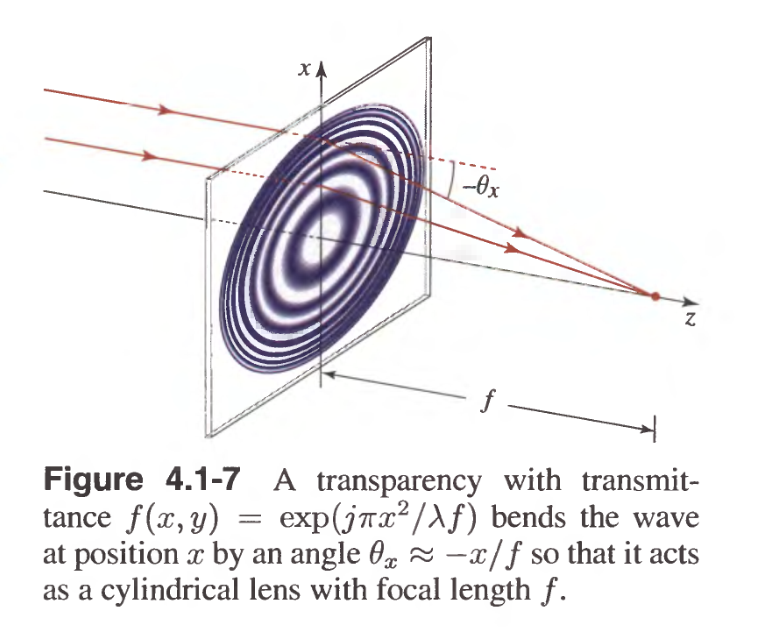 x
–θx
z
f
Figure 4.1-7 A transparency with transmit-
tance f(x, y) = exp(jπx²/λf) bends the wave
at position x by an angle θx ≈ −x/f so that it acts
as a cylindrical lens with focal length f.